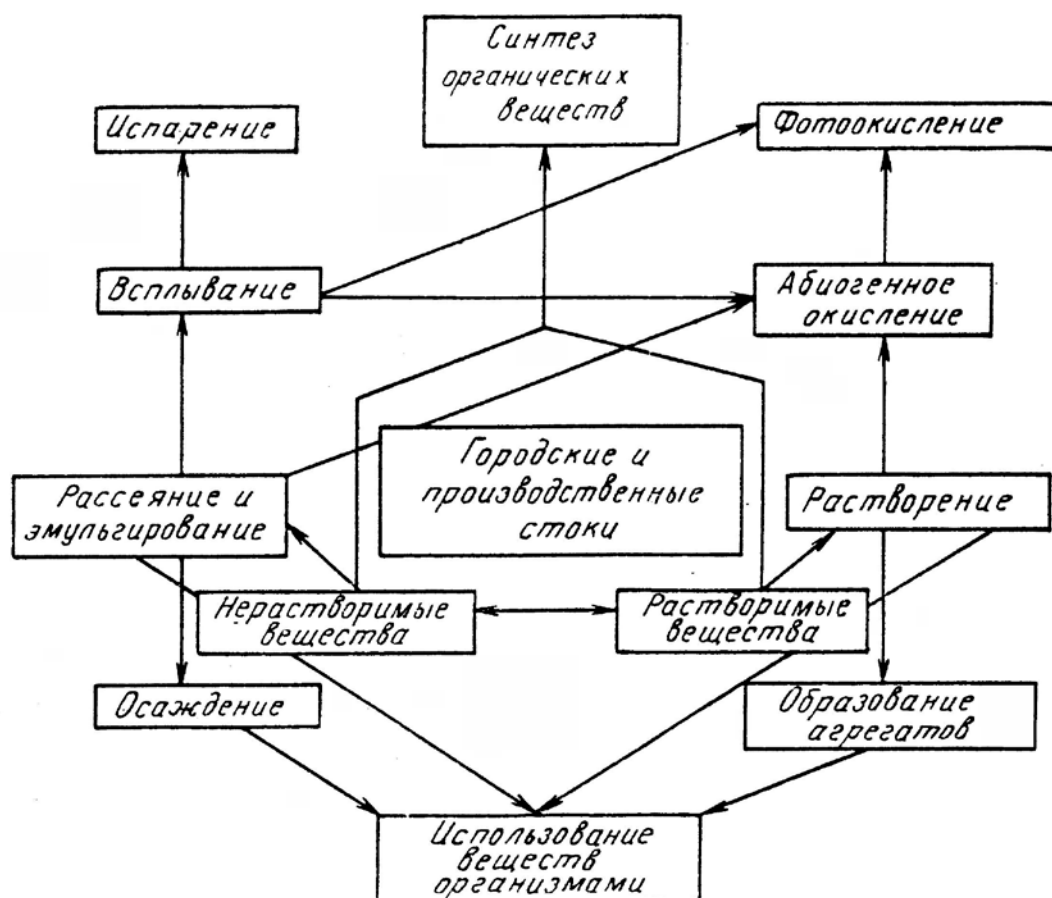 Синтез
органических
веществ
Испарение
Фотоокисление
Всплывание
Абиогенное
окисление
Городские и
производственные
стоки
Рассеяние и
эмульгирование
Растворение
Нерастворимые
вещества
Растворимые
вещества
Осаждение
Образование
агрегатов
Использование
веществ
организмами